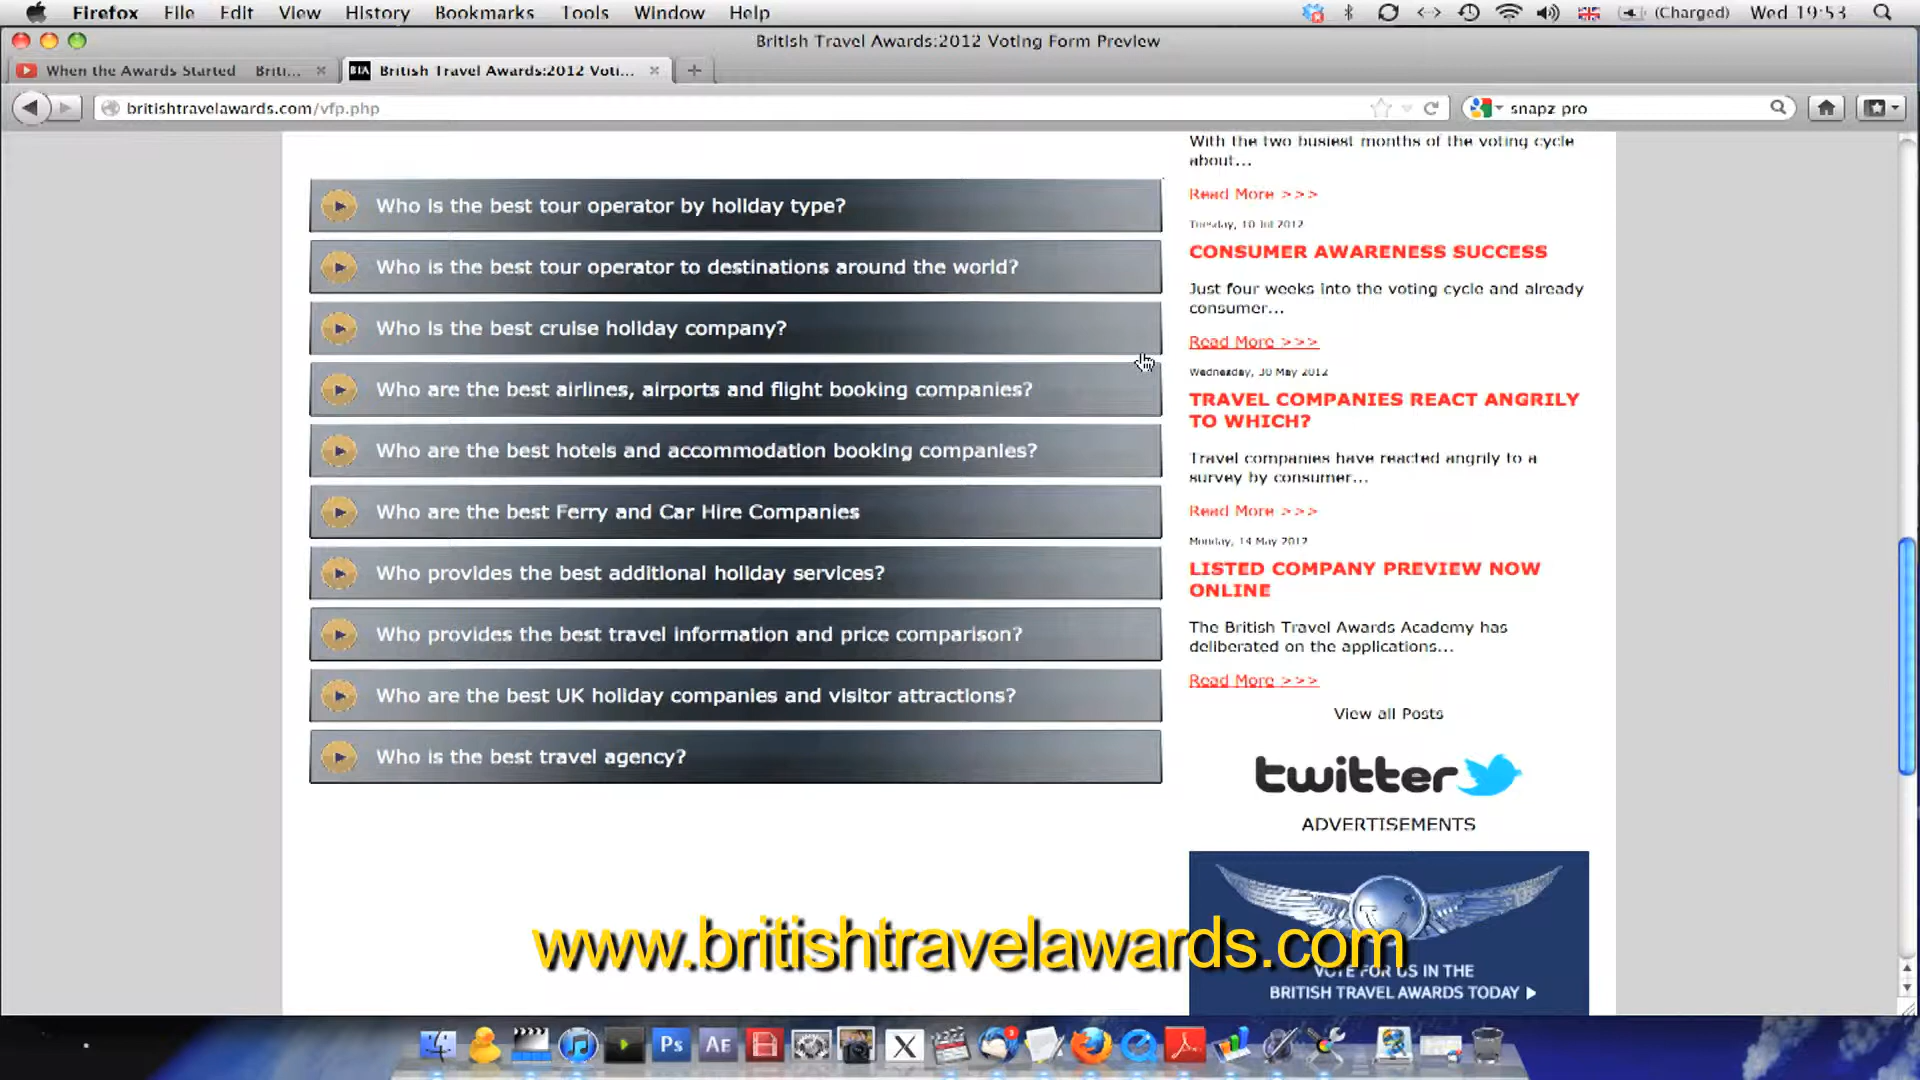 Firefox File Edit View History Bookmarks Tools Window Help (Charged) Wed 19:53
British Travel Awards:2012 Voting Form Preview
When the Awards Started Briti... British Travel Awards:2012 Voti...
britishtravelawards.com/vfp.php snapz pro
Who is the best tour operator by holiday type?
Who is the best tour operator to destinations around the world?
Who is the best cruise holiday company?
Who are the best airlines, airports and flight booking companies?
Who are the best hotels and accommodation booking companies?
Who are the best Ferry and Car Hire Companies
Who provides the best additional holiday services?
Who provides the best travel information and price comparison?
Who are the best UK holiday companies and visitor attractions?
Who is the best travel agency?
With the two busiest months of the voting cycle
about...
Read More >>>
Tuesday, 10 Jul 2012
CONSUMER AWARENESS SUCCESS
Just four weeks into the voting cycle and already
consumer...
Read More >>>
Wednesday, 30 May 2012
TRAVEL COMPANIES REACT ANGRILY
TO WHICH?
Travel companies have reacted angrily to a
survey by consumer...
Read More >>>
Monday, 14 May 2012
LISTED COMPANY PREVIEW NOW
ONLINE
The British Travel Awards Academy has
deliberated on the applications...
Read More >>>
View all Posts
twitter
ADVERTISEMENTS
VOTE FOR US IN THE
BRITISH TRAVEL AWARDS TODAY
www.britishtravelawards.com
Ps AE